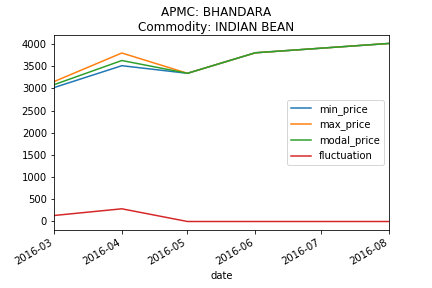 APMC: BHANDARA
Commodity: INDIAN BEAN
4000
3500
3000
2500
2000
1500
1000
500
0
min_price
max_price
modal_price
fluctuation
2016-03
2016-04
2016-05
2016-06
2016-07
2016-08
date